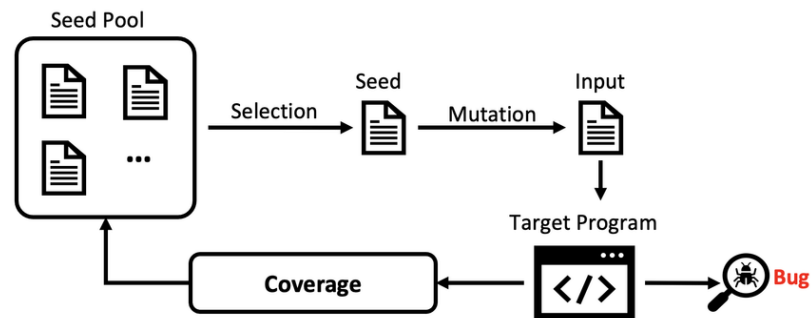 Seed Pool
Selection
Seed
Mutation
Input
...
Target Program
Coverage
</>
Bug